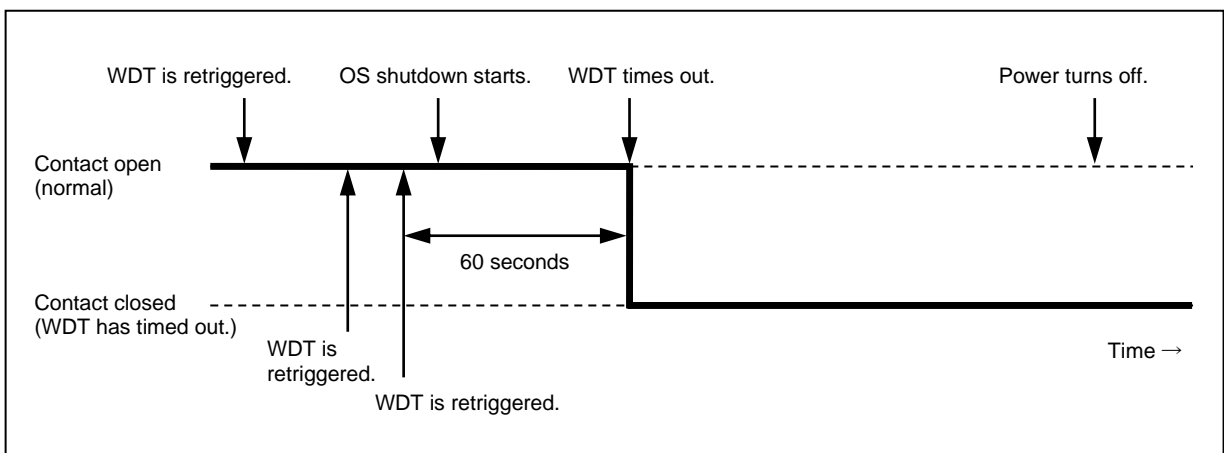 WDT is retriggered.
OS shutdown starts.
WDT times out.
Power turns off.
Contact open
(normal)
60 seconds
Contact closed
(WDT has timed out.)
WDT is
retriggered.
WDT is retriggered.
Time →